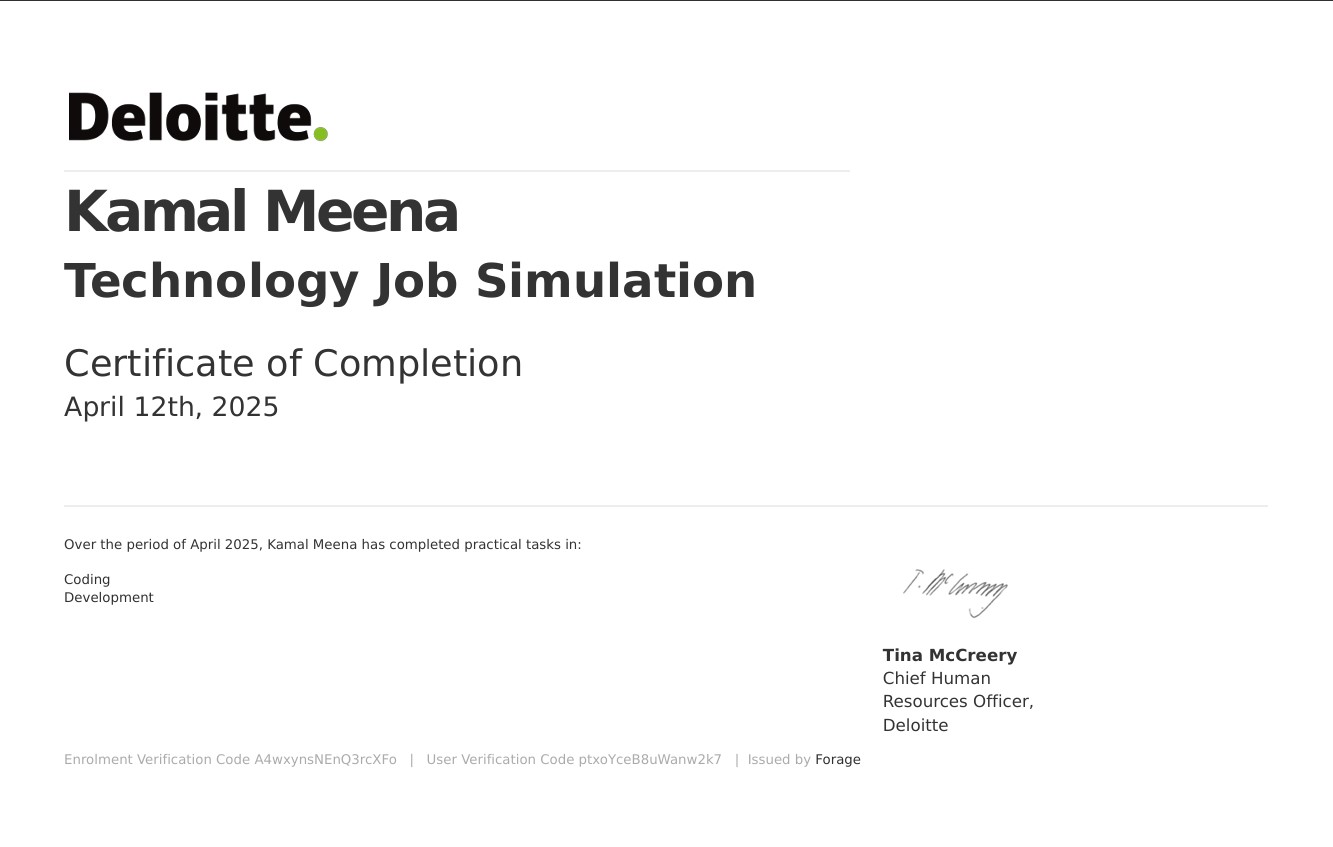 Deloitte.
Kamal Meena
Technology Job Simulation
Certificate of Completion
April 12th, 2025
Over the period of April 2025, Kamal Meena has completed practical tasks in:
Coding
Development
T. McCreery
Tina McCreery
Chief Human
Resources Officer,
Deloitte
Enrolment Verification Code A4wxynsNEnQ3rcXFo | User Verification Code ptxoYceB8uWanw2k7 | Issued by Forage